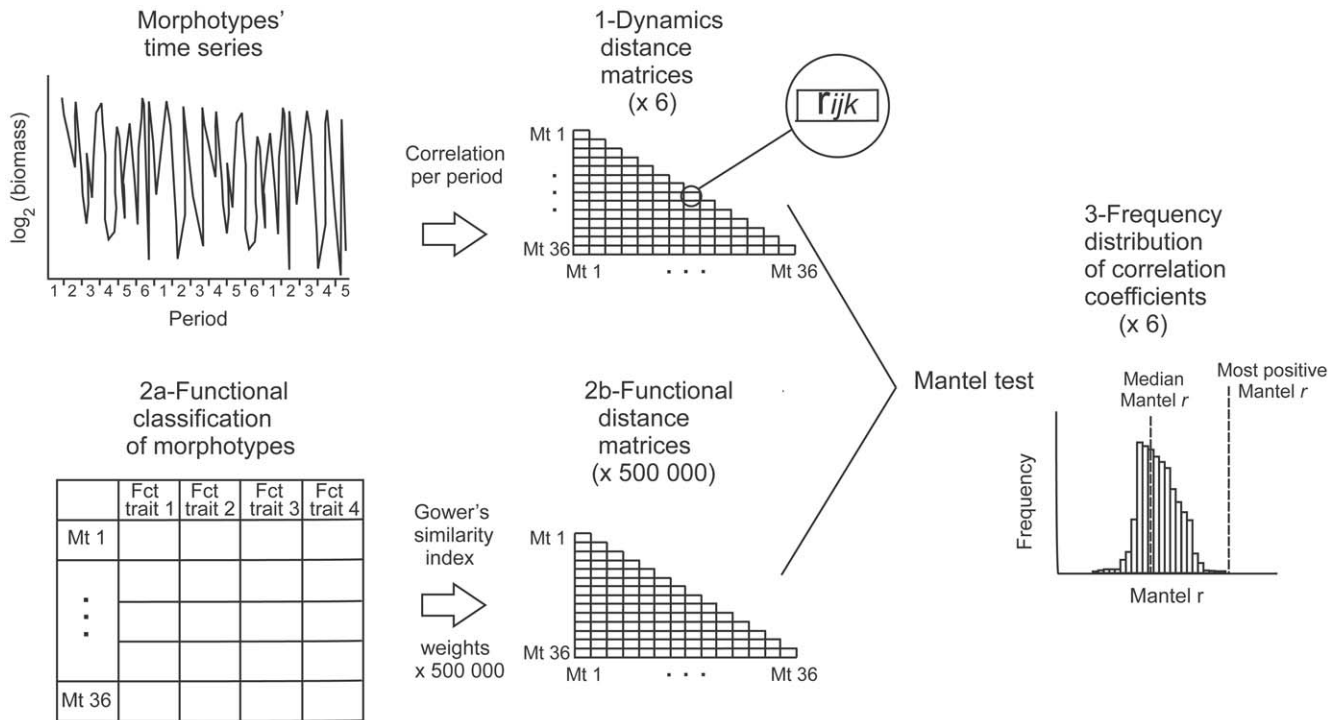 Morphotypes'
time series
log2 (biomass)
1 2 3 4 5 6 1 2 3 4 5 6 1 2 3 4 5
Period
Correlation
per period
1-Dynamics
distance
matrices
(x 6)
rijk
Mt 1
. . .
Mt 36
Mt 1 . . . Mt 36
2a-Functional
classification
of morphotypes
Fct trait 1
Fct trait 2
Fct trait 3
Fct trait 4
Mt 1
. . .
Mt 36
Gower's
similarity
index
weights
x 500 000
2b-Functional
distance
matrices
(x 500 000)
Mt 1
. . .
Mt 36
Mt 1 . . . Mt 36
Mantel test
3-Frequency
distribution
of correlation
coefficients
(x 6)
Median
Mantel r
Most positive
Mantel r
Frequency
Mantel r